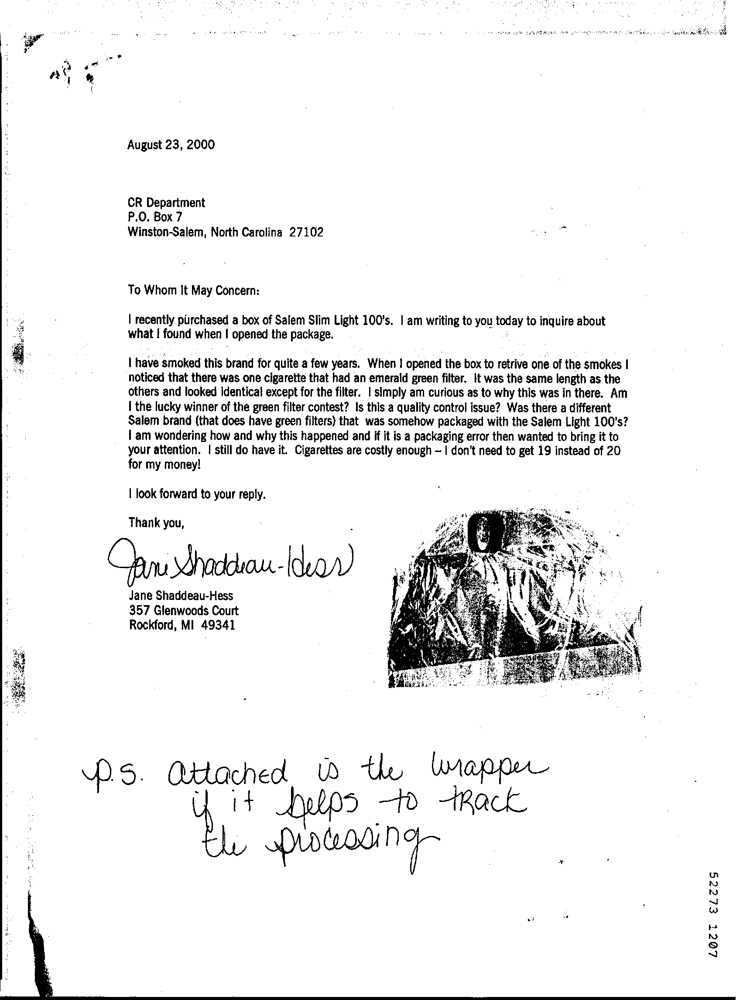 August 23, 2000
CR Department
P.O. Box 7
Winston-Salem, North Carolina 27102
To Whom It May Concern:
I recently purchased a box of Salem Slim Light 100's. I am writing to you today to inquire about
what I found when I opened the package.
I have smoked this brand for quite a few years. When I opened the box to retrive one of the smokes I
noticed that there was one cigarette that had an emerald green filter. It was the same length as the
others and looked identical except for the filter. I simply am curious as to why this was in there. Am
I the lucky winner of the green filter contest? Is this a quality control issue? Was there a different
Salem brand (that does have green filters) that was somehow packaged with the Salem Light 100's?
I am wondering how and why this happened and if it is a packaging error then wanted to bring it to
your attention. I still do have it. Cigarettes are costly enough – I don't need to get 19 instead of 20
for my money!
I look forward to your reply.
Thank you,
Jane Shaddeau-Hess
Jane Shaddeau-Hess
357 Glenwoods Court
Rockford, MI 49341
P.S. Attached is the wrapper
if it helps to track
the processing
52273 1207